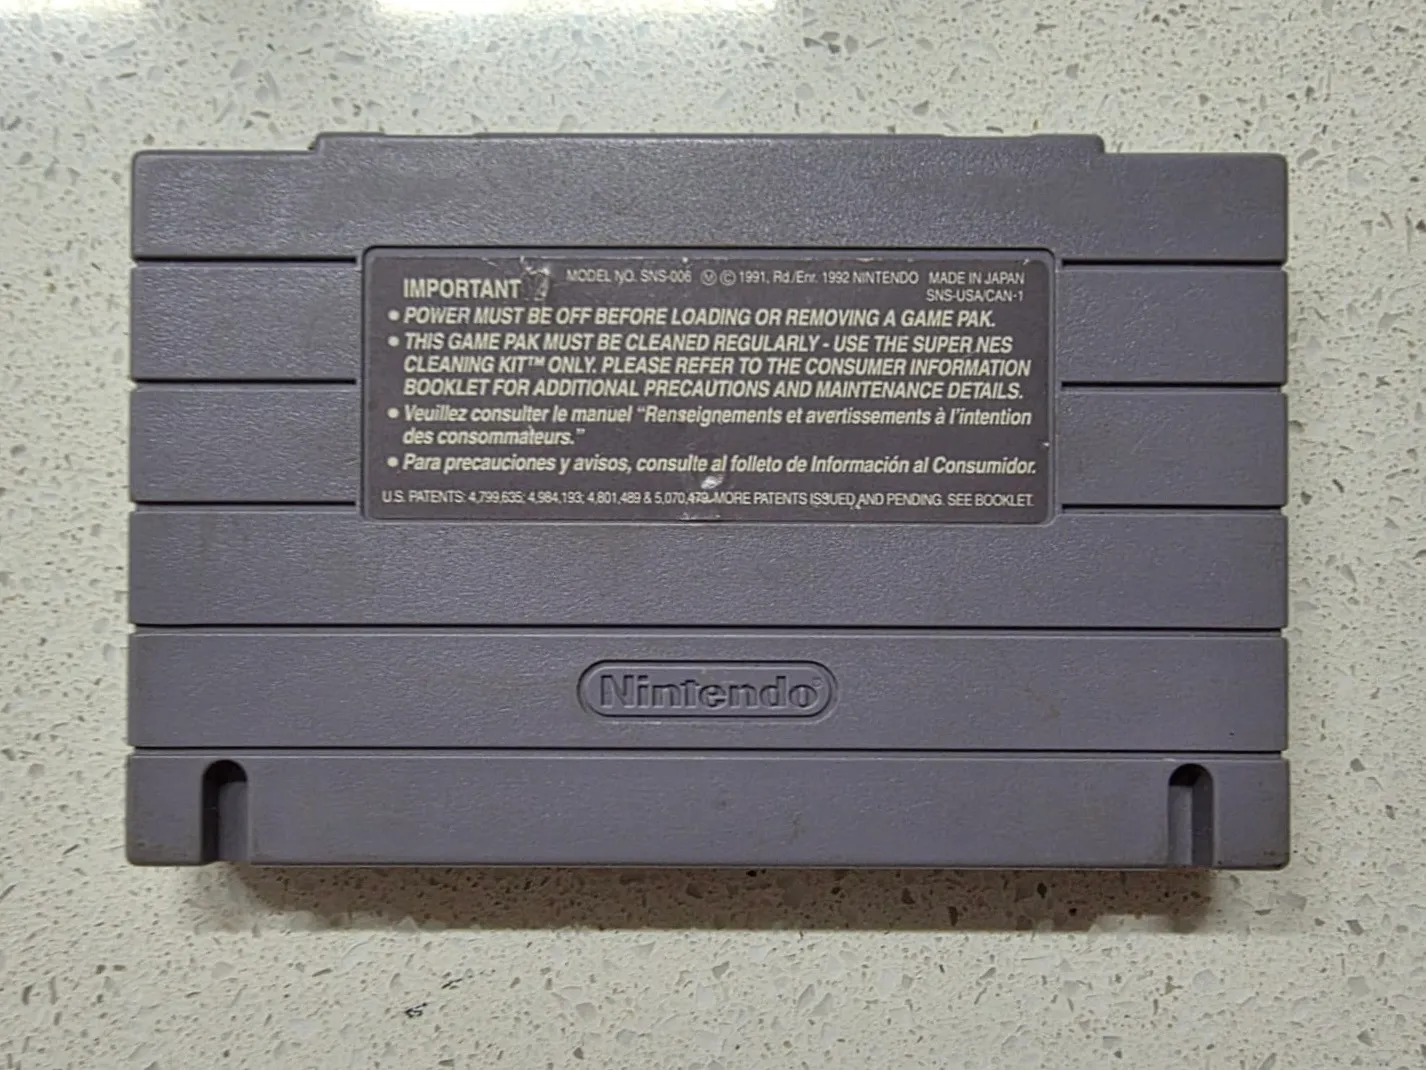 IMPORTANT MODEL NO. SNS-006 Ⓜ © 1991, Rd./Enr. 1992 NINTENDO MADE IN JAPAN
SNS-USA/CAN-1
• POWER MUST BE OFF BEFORE LOADING OR REMOVING A GAME PAK.
• THIS GAME PAK MUST BE CLEANED REGULARLY - USE THE SUPER NES
CLEANING KIT™ ONLY. PLEASE REFER TO THE CONSUMER INFORMATION
BOOKLET FOR ADDITIONAL PRECAUTIONS AND MAINTENANCE DETAILS.
• Veuillez consulter le manuel “Renseignements et avertissements à l'intention
des consommateurs.”
• Para precauciones y avisos, consulte al folleto de Información al Consumidor.
U.S. PATENTS: 4,799,635; 4,984,193; 4,801,489 & 5,070,479. MORE PATENTS ISSUED AND PENDING. SEE BOOKLET.
Nintendo®